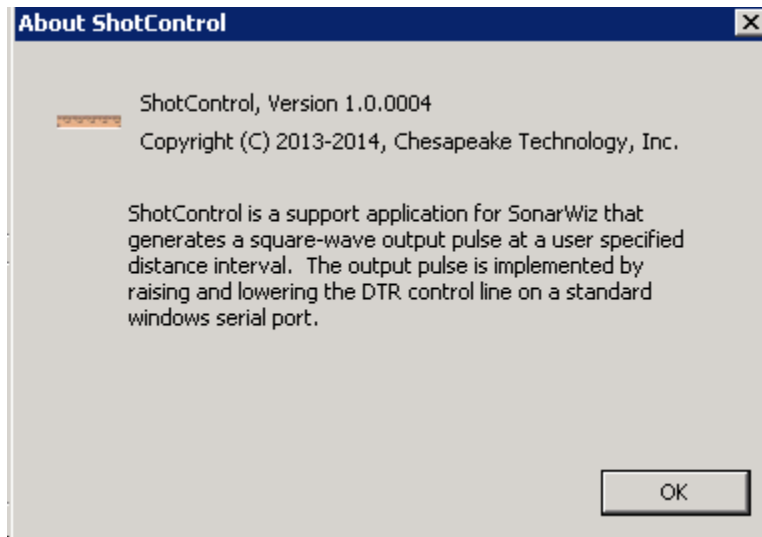 About ShotControl
ShotControl, Version 1.0.0004
Copyright (C) 2013-2014, Chesapeake Technology, Inc.
ShotControl is a support application for SonarWiz that
generates a square-wave output pulse at a user specified
distance interval.  The output pulse is implemented by
raising and lowering the DTR control line on a standard
windows serial port.
OK